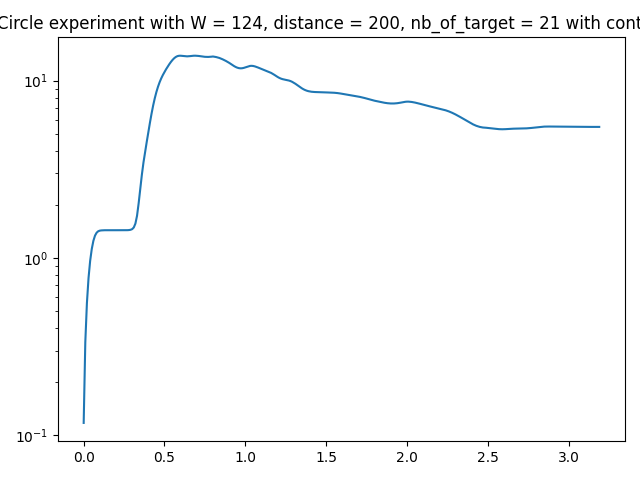 Circle experiment with W = 124, distance = 200, nb_of_target = 21 with cont
10¹
10⁰
10⁻¹
0.0 0.5 1.0 1.5 2.0 2.5 3.0